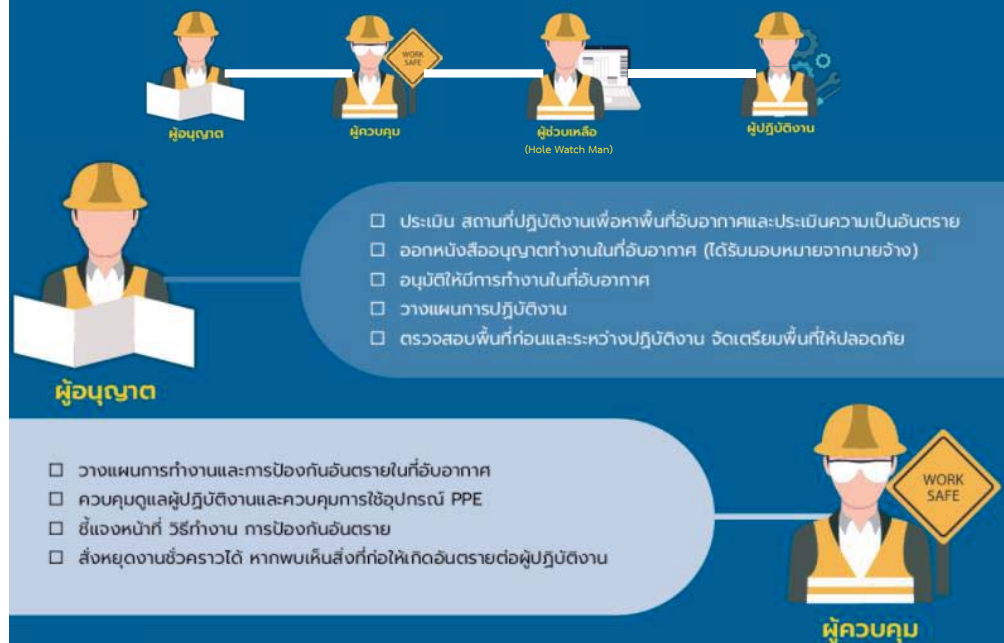 WORK
SAFE
ผู้อนุญาต
ผู้ควบคุม
ผู้ช่วยเหลือ
(Hole Watch Man)
ผู้ปฏิบัติงาน
☐ ประเมิน สถานที่ปฏิบัติงานเพื่อหาพื้นที่อับอากาศและประเมินความเป็นอันตราย
☐ ออกหนังสืออนุญาตทำงานในที่อับอากาศ (ได้รับมอบหมายจากนายจ้าง)
☐ อนุมัติให้มีการทำงานในที่อับอากาศ
☐ วางแผนการปฏิบัติงาน
☐ ตรวจสอบพื้นที่ก่อนและระหว่างปฏิบัติงาน จัดเตรียมพื้นที่ให้ปลอดภัย
ผู้อนุญาต
☐ วางแผนการทำงานและการป้องกันอันตรายในที่อับอากาศ
☐ ควบคุมดูแลผู้ปฏิบัติงานและควบคุมการใช้อุปกรณ์ PPE
☐ ชี้แจงหน้าที่ วิธีทำงาน การป้องกันอันตราย
☐ สั่งหยุดงานชั่วคราวได้ หากพบเห็นสิ่งที่ก่อให้เกิดอันตรายต่อผู้ปฏิบัติงาน
WORK
SAFE
ผู้ควบคุม